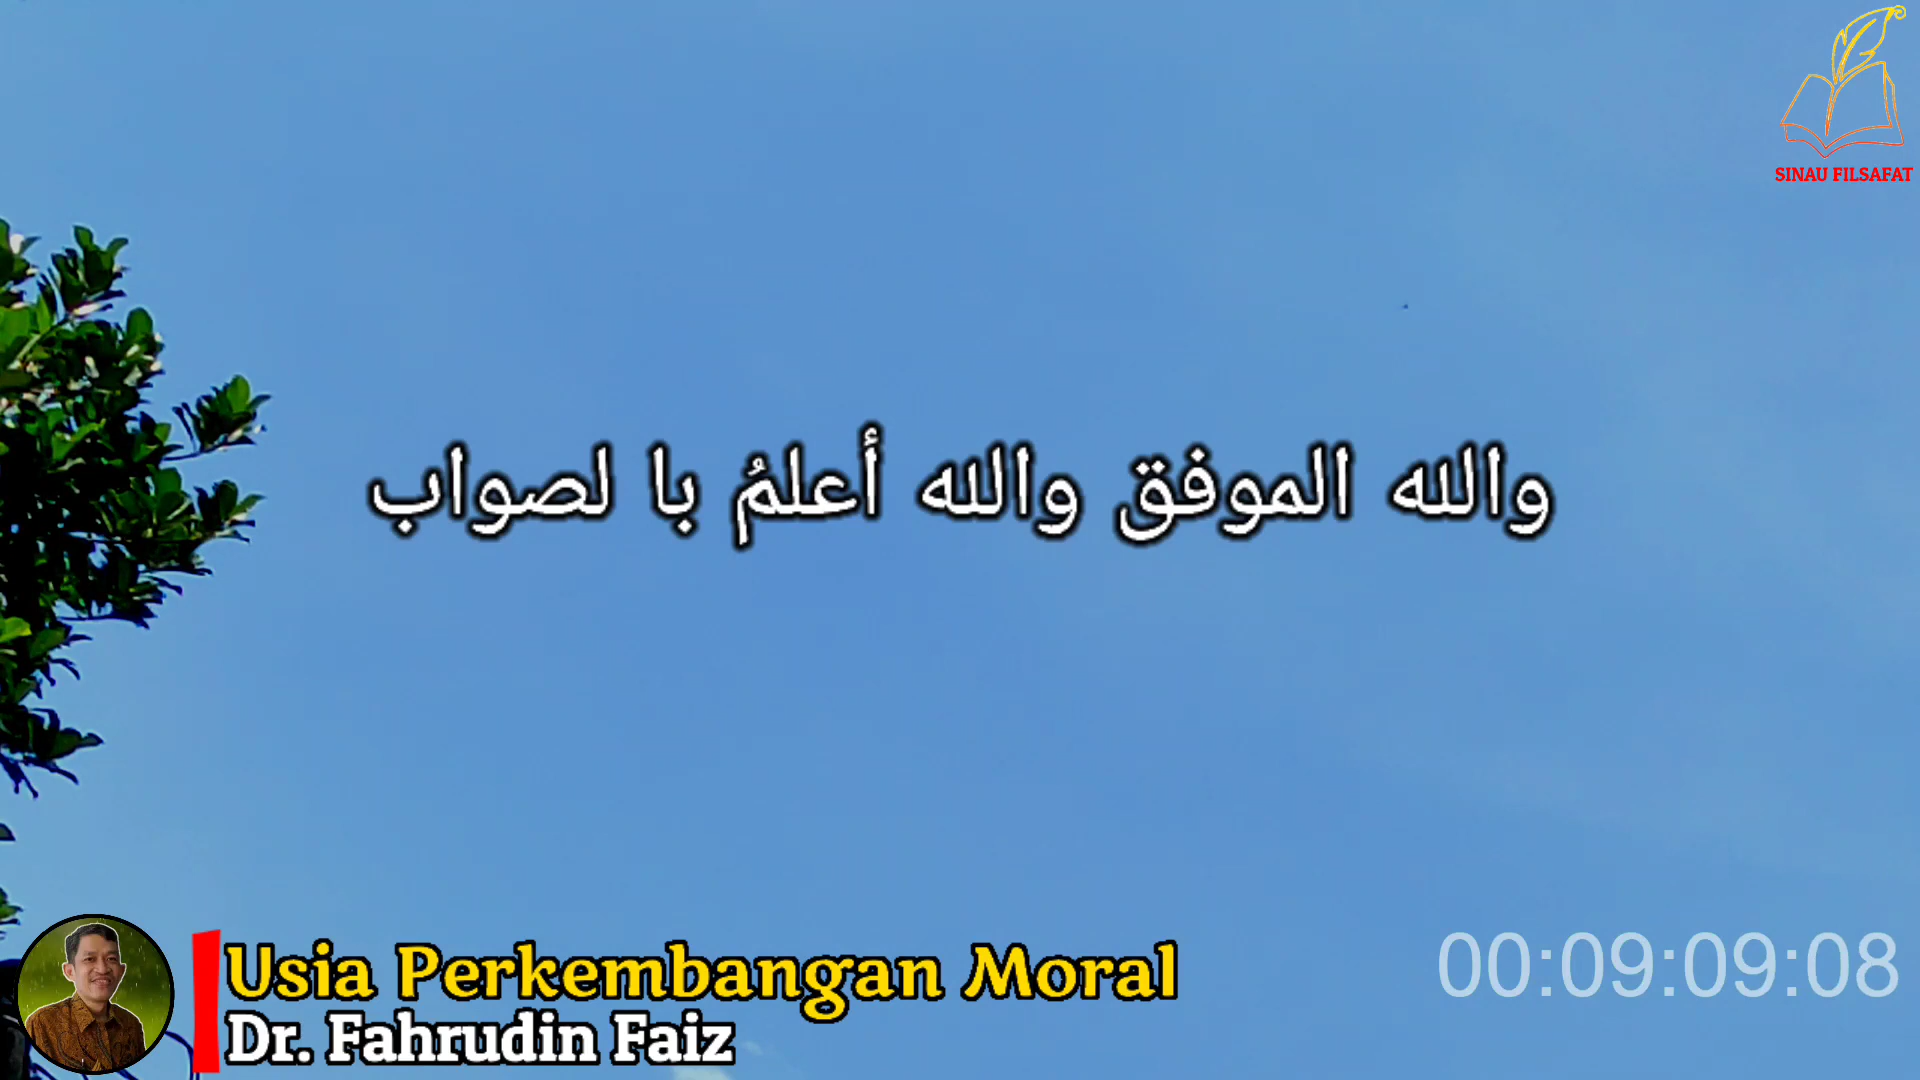 SINAU FILSAFAT
والله الموفق والله أعلمُ با لصواب
Usia Perkembangan Moral
Dr. Fahrudin Faiz
00:09:09:08